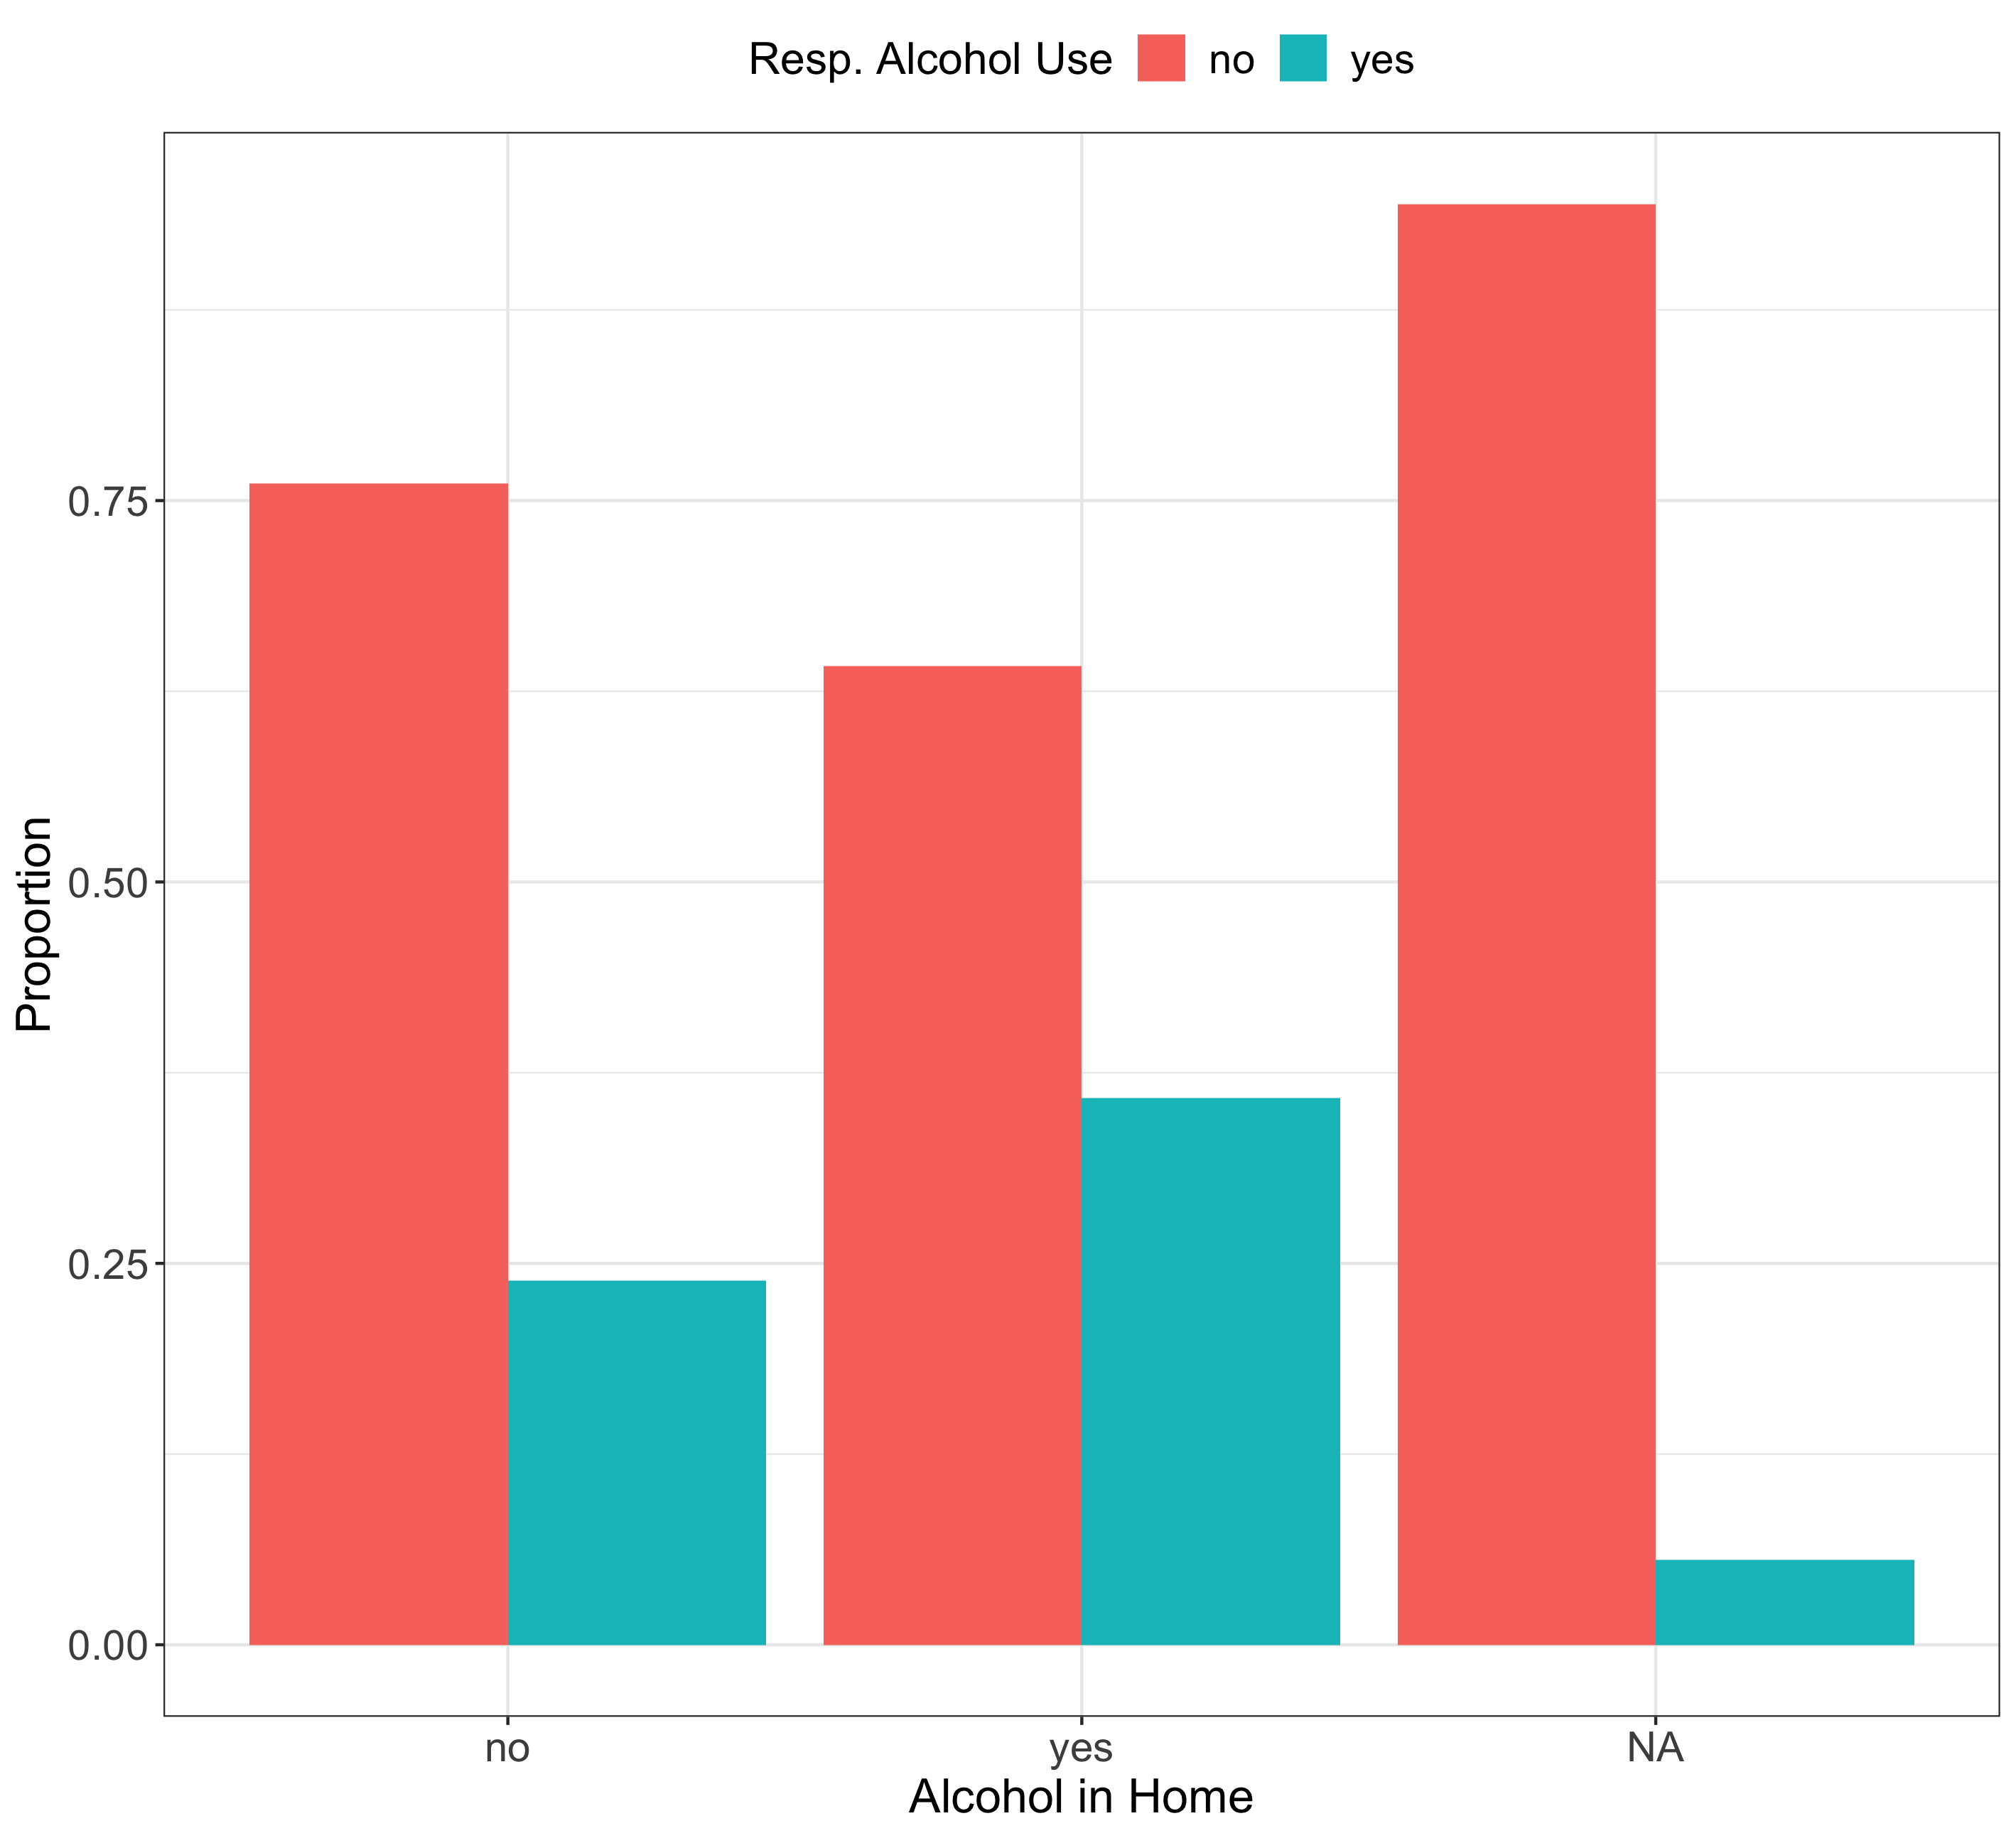 Resp. Alcohol Use no yes
Proportion
0.75
0.50
0.25
0.00
no yes NA
Alcohol in Home